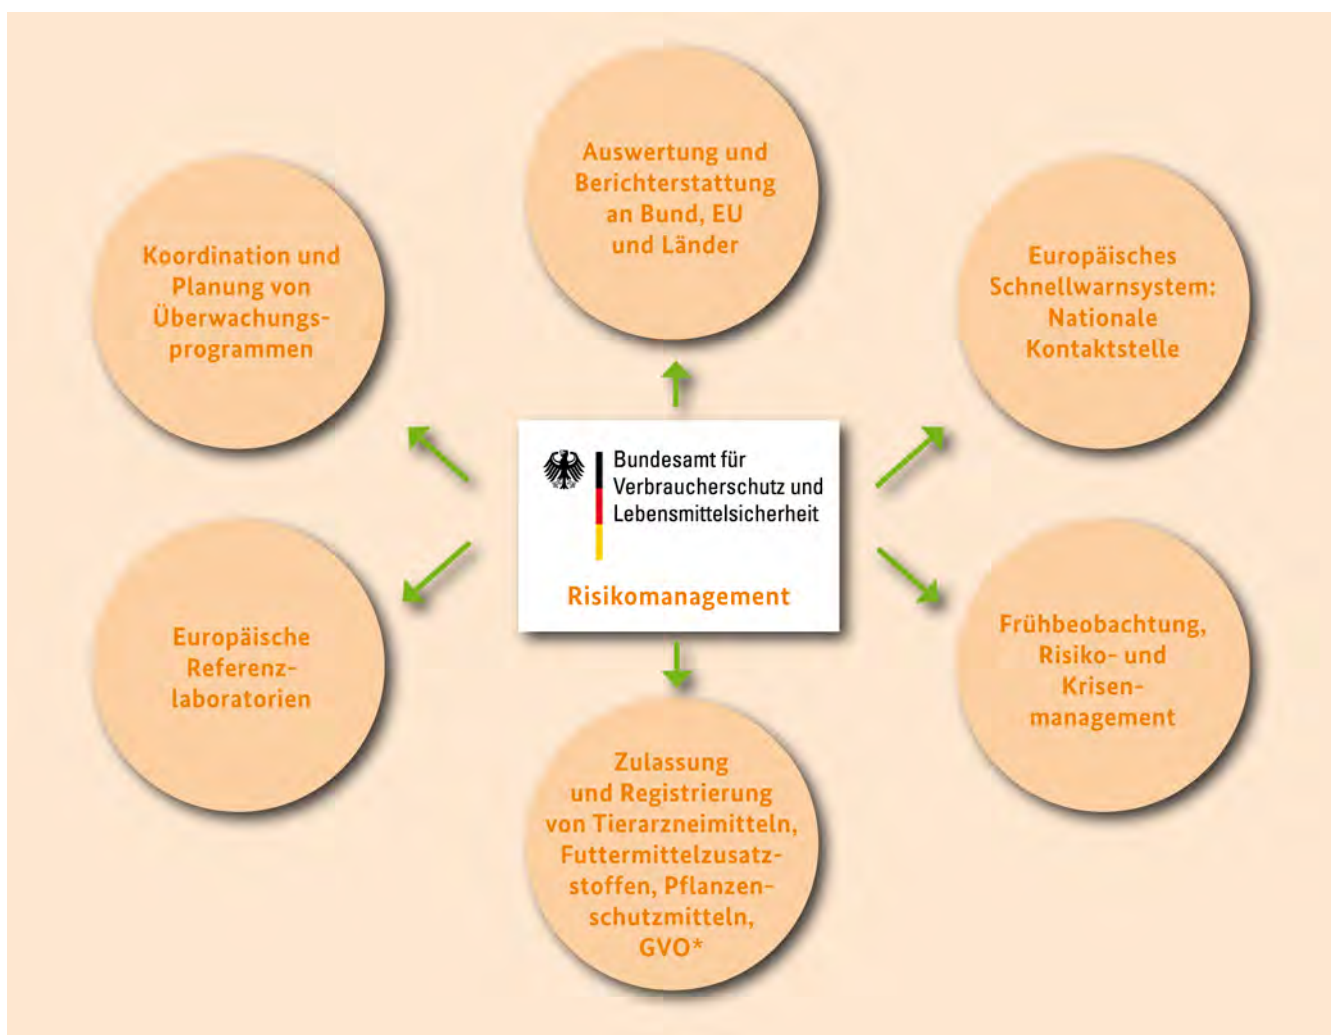 Auswertung und
Berichterstattung
an Bund, EU
und Länder
Koordination und
Planung von
Überwachungs-
programmen
Europäisches
Schnellwarnsystem:
Nationale
Kontaktstelle
Bundesamt für
Verbraucherschutz und
Lebensmittelsicherheit
Risikomanagement
Europäische
Referenz-
laboratorien
Frühbeobachtung,
Risiko- und
Krisen-
management
Zulassung
und Registrierung
von Tierarzneimitteln,
Futtermittelzusatz-
stoffen, Pflanzen-
schutzmitteln,
GVO*